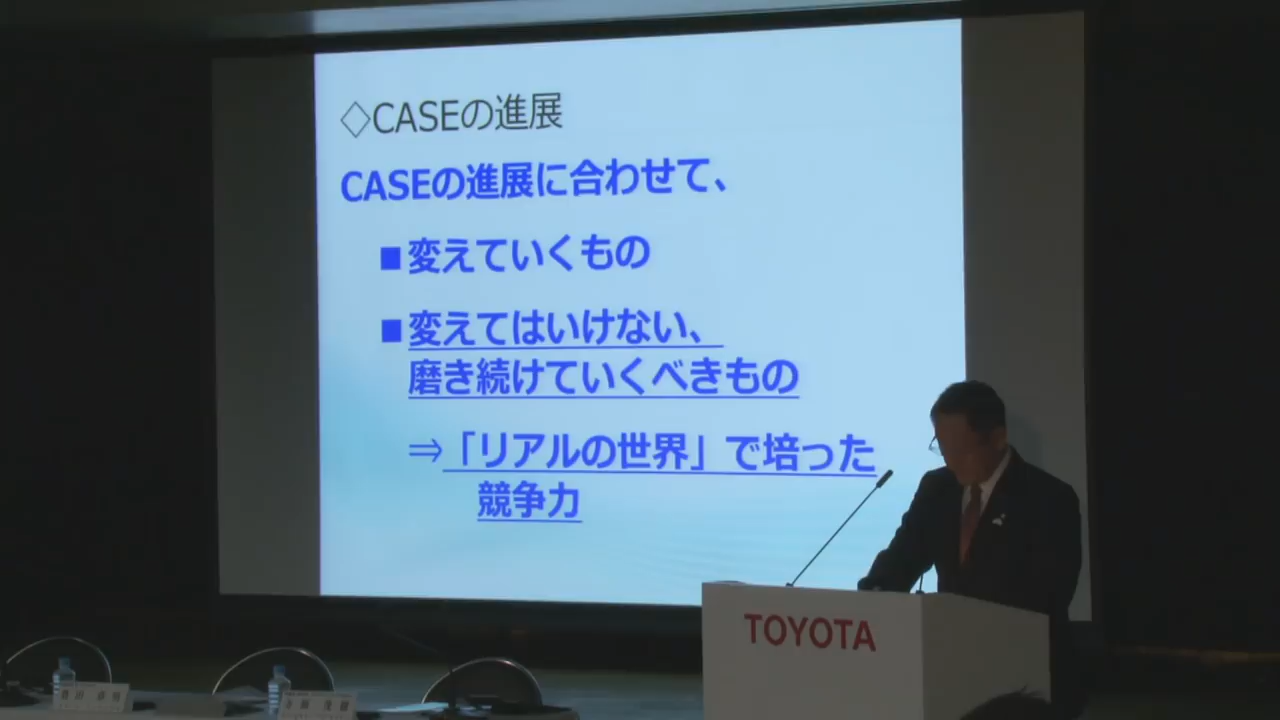 ◇CASEの進展
CASEの進展に合わせて、
■変えていくもの
■変えてはいけない、
磨き続けていくべきもの
⇒「リアルの世界」で培った
競争力
TOYOTA